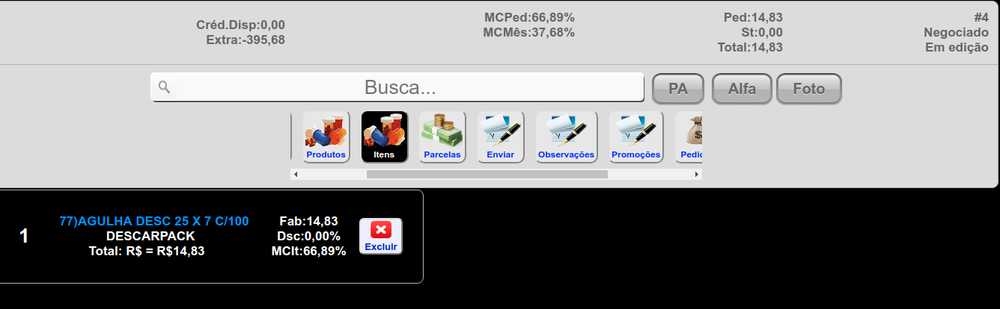 Créd.Disp:0,00
Extra:-395,68
MCPed:66,89%
MCMês:37,68%
Ped:14,83
St:0,00
Total:14,83
#4
Negociado
Em edição
Busca...
PA
Alfa
Foto
Produtos
Itens
Parcelas
Enviar
Observações
Promoções
1
77)AGULHA DESC 25 X 7 C/100
DESCARPACK
Total: R$ = R$14,83
Fab:14,83
Dsc:0,00%
MCIt:66,89%
Excluir